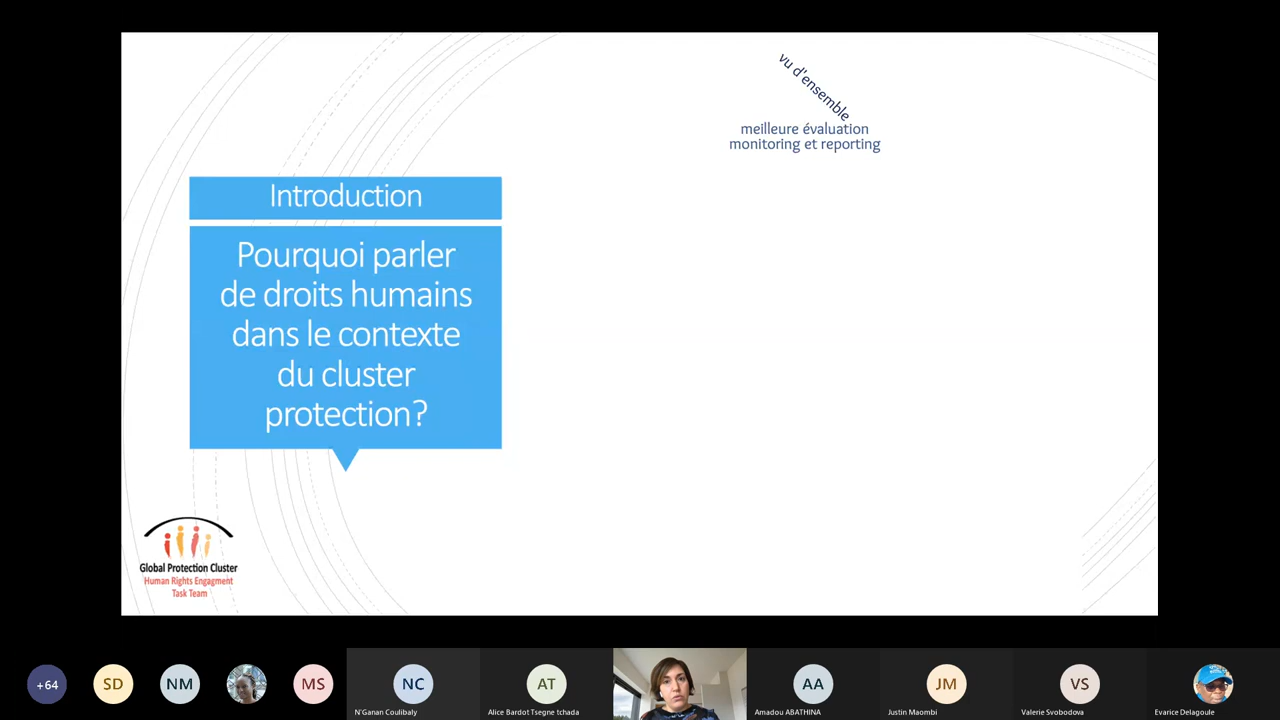 vu d'ensemble
meilleure évaluation
monitoring et reporting
Introduction
Pourquoi parler
de droits humains
dans le contexte
du cluster
protection?
Global Protection Cluster
Human Rights Engagment
Task Team
+64
SD
NM
MS
NC
N'Ganan Coulibaly
AT
Alice Bardot Tsegne tchada
AA
Amadou ABATHINA
JM
Justin Maombi
VS
Valerie Svobodova
Evarice Delagoule